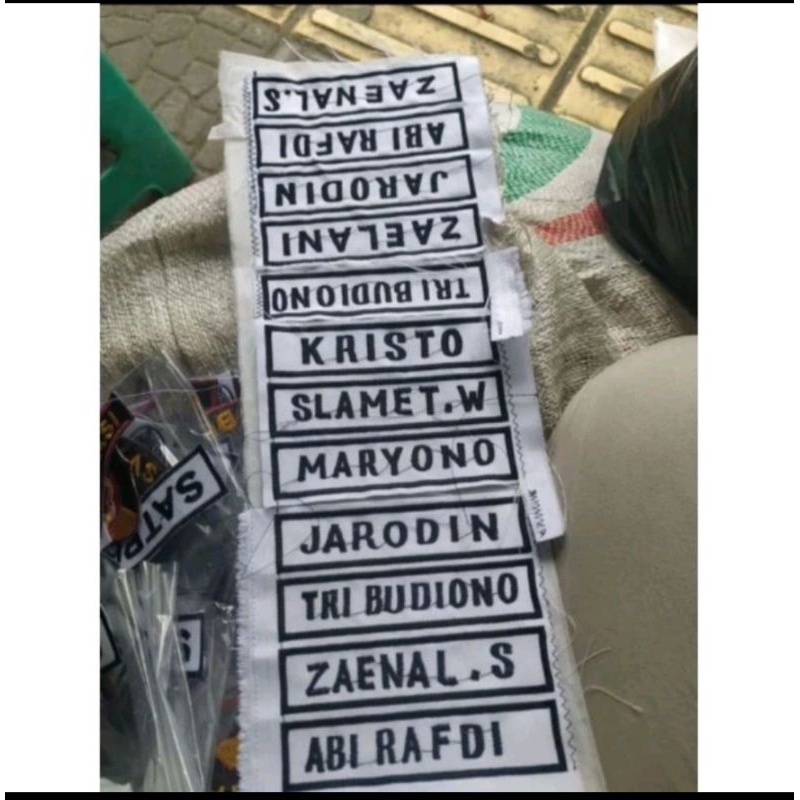 ZAENAL.S
ABI RAFDI
JARODIN
ZAELANI
TRI BUDIONO
KRISTO
SLAMET.W
MARYONO
JARODIN
TRI BUDIONO
ZAENAL.S
ABI RAFDI